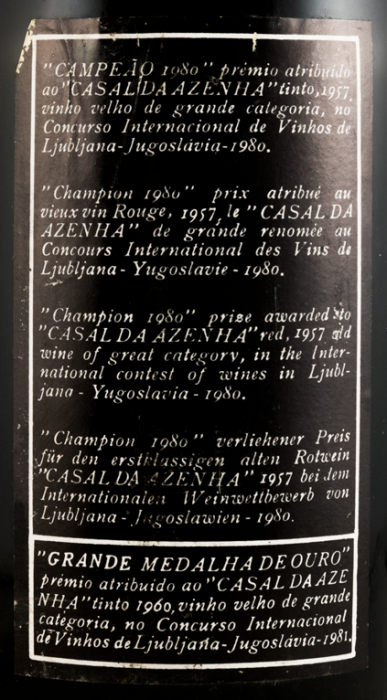 "CAMPEÃO 1980" prémio atribuido
ao "CASAL DA AZENHA" tinto, 1957,
vinho velho de grande categoria, no
Concurso Internacional de Vinhos de
Ljubljana-Jugoslávia-1980.
"Champion 1980" prix atribué au
vieux vin Rouge, 1957, le "CASAL DA
AZENHA" de grande renomée au
Concours International des Vins de
Ljubljana - Yugoslavie - 1980.
"Champion 1980" prize awarded to
"CASAL DA AZENHA" red, 1957 old
wine of great category, in the Inter-
national contest of wines in Ljubl-
jana - Yugoslavia - 1980.
"Champion 1980" verliehener Preis
für den erstklassigen alten Rotwein
"CASAL DA AZENHA" 1957 bei dem
Internationalen Weinwettbewerb von
Ljubljana - Jugoslawien - 1980.
"GRANDE MEDALHA DE OURO"
prémio atribuido ao "CASAL DA AZE
NHA" tinto 1960, vinho velho de grande
categoria, no Concurso Internacional
de Vinhos de Ljubljana-Jugoslávia-1981.